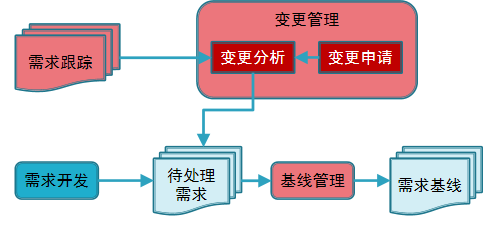 变更管理
需求跟踪
变更分析
变更申请
需求开发
待处理
需求
基线管理
需求基线